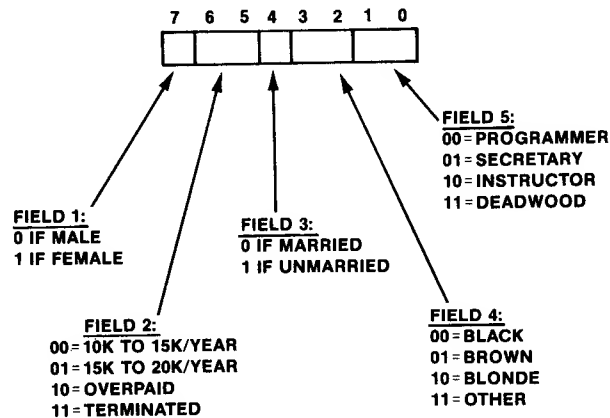 7 6 5 4 3 2 1 0
FIELD 5:
00=PROGRAMMER
01=SECRETARY
10=INSTRUCTOR
11=DEADWOOD
FIELD 1:
0 IF MALE
1 IF FEMALE
FIELD 3:
0 IF MARRIED
1 IF UNMARRIED
FIELD 2:
00=10K TO 15K/YEAR
01=15K TO 20K/YEAR
10=OVERPAID
11=TERMINATED
FIELD 4:
00=BLACK
01=BROWN
10=BLONDE
11=OTHER